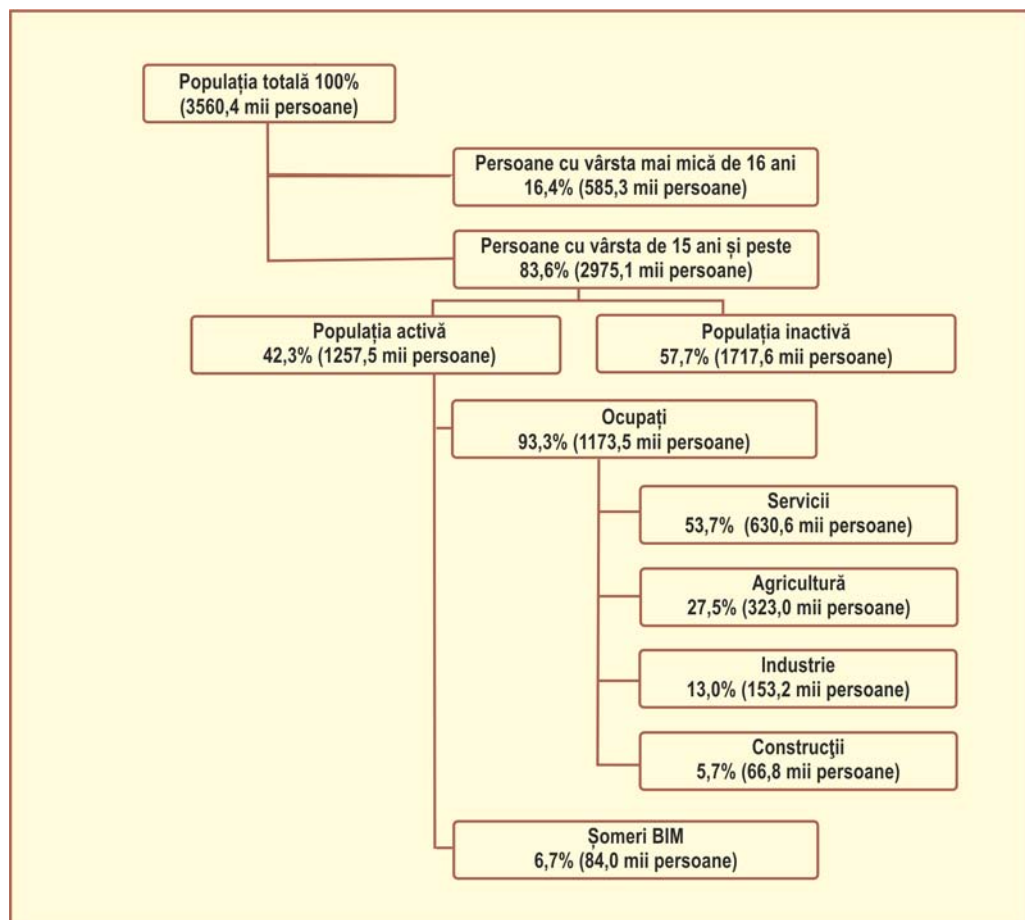 Populația totală 100%
(3560,4 mii persoane)
Persoane cu vârsta mai mică de 16 ani
16,4% (585,3 mii persoane)
Persoane cu vârsta de 15 ani și peste
83,6% (2975,1 mii persoane)
Populația activă
42,3% (1257,5 mii persoane)
Populația inactivă
57,7% (1717,6 mii persoane)
Ocupați
93,3% (1173,5 mii persoane)
Servicii
53,7% (630,6 mii persoane)
Agricultură
27,5% (323,0 mii persoane)
Industrie
13,0% (153,2 mii persoane)
Construcţii
5,7% (66,8 mii persoane)
Șomeri BIM
6,7% (84,0 mii persoane)